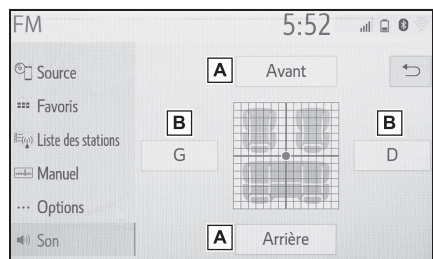 FM 5:52
A Avant
Source
Favoris
B B
Liste des stations
G D
Manuel
Options
A Arrière
Son